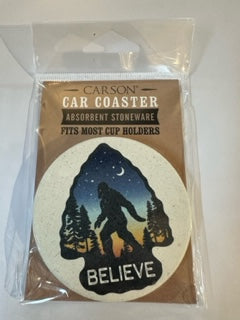 CARSON®
CAR COASTER
ABSORBENT STONEWARE
FITS MOST CUP HOLDERS
BELIEVE